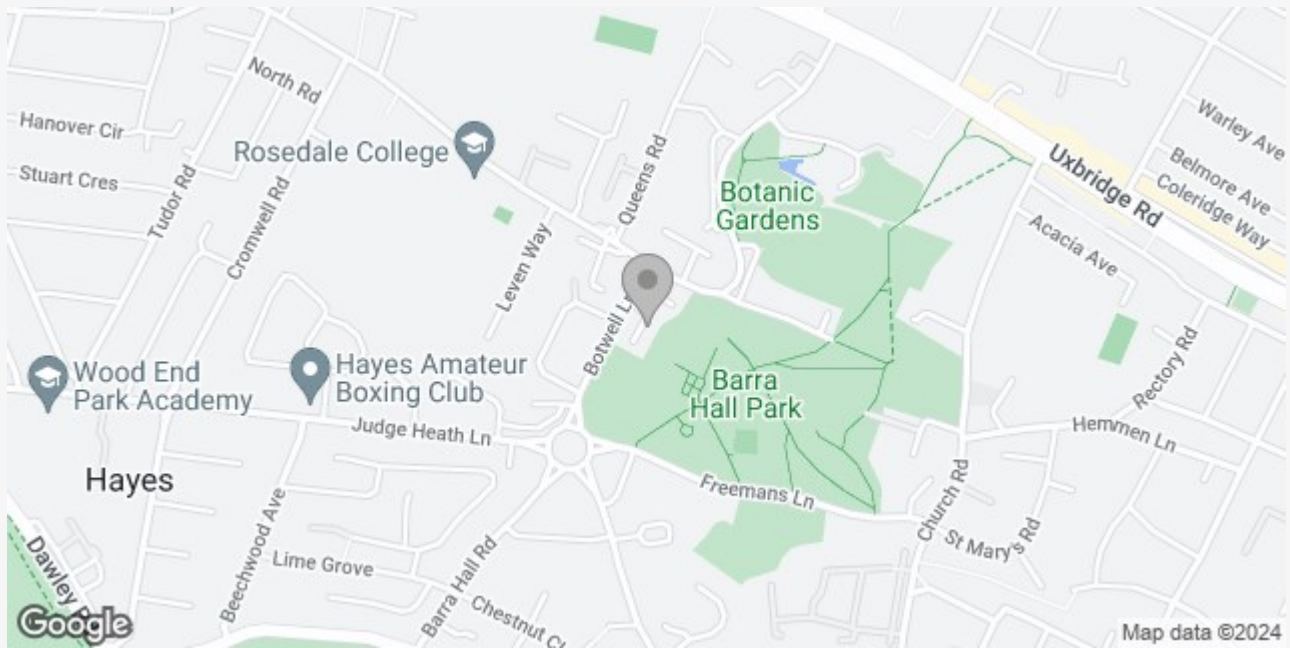 North Rd
Hanover Cir
Rosedale College
Stuart Cres
Tudor Rd
Cromwell Rd
Queens Rd
Leven Way
Botanic
Gardens
Uxbridge Rd
Warley Ave
Belmore Ave
Coleridge Way
Acacia Ave
Botwell
Wood End
Park Academy
Hayes Amateur
Boxing Club
Barra
Hall Park
Rectory Rd
Hemmen Ln
Judge Heath Ln
Hayes
Freemans Ln
Church Rd
St Mary's Rd
Dawley
Beechwood Ave
Lime Grove
Barra Hall Rd
Chestnut
Google
Map data ©2024